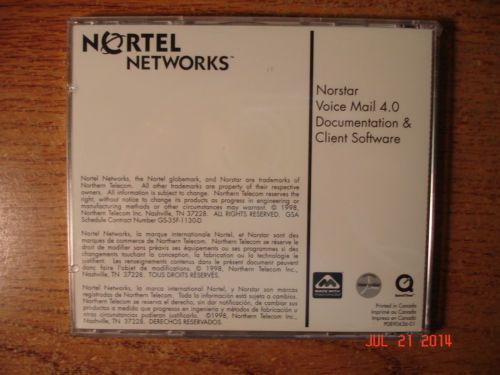 NORTEL
NETWORKS™
Norstar
Voice Mail 4.0
Documentation &
Client Software
Nortel Networks, the Nortel globemark, and Norstar are trademarks of
Northern Telecom. All other trademarks are property of their respective
owners. All information is subject to change. Northern Telecom reserves the
right, without notice to change its products as progress in engineering or
manufacturing methods or other circumstances may warrant. © 1998,
Northern Telecom Inc. Nashville, TN 37228. ALL RIGHTS RESERVED. GSA
Schedule Contract Number GS-35F-1130-D
Nortel Networks, la marque internationale Nortel, et Norstar sont des
marques de commerce de Northern Telecom. Northern Telecom se réserve le
droit de modifier sans préavis ses équipements ou ses programmes si des
changements touchant la conception, la fabrication ou la technologie le
justifient. Les renseignements contenus dans le présent document peuvent
donc faire l'objet de modifications. © 1998, Northern Telecom Inc.,
Nashville, TN 37228. TOUS DROITS RÉSERVÉS.
Nortel Networks, la marca international Nortel, y Norstar son marcas
registradas de Northern Telecom. Toda la información está sujeta a cambios.
Northern Telecom se reserva el derecho, sin dar notificación, de cambiar sus
productos a medida que progresos en ingeniería y métodos de fabricación u
otras circunstancias pudieran justificarlo. ©1998, Northern Telecom Inc.,
Nashville, TN 37228. DERECHOS RESERVADOS.
MADE WITH
MACROMEDIA
QuickTime™
Printed in Canada
Imprimé au Canada
Impreso en Canadá
P0890436-01
JUL 21 2014